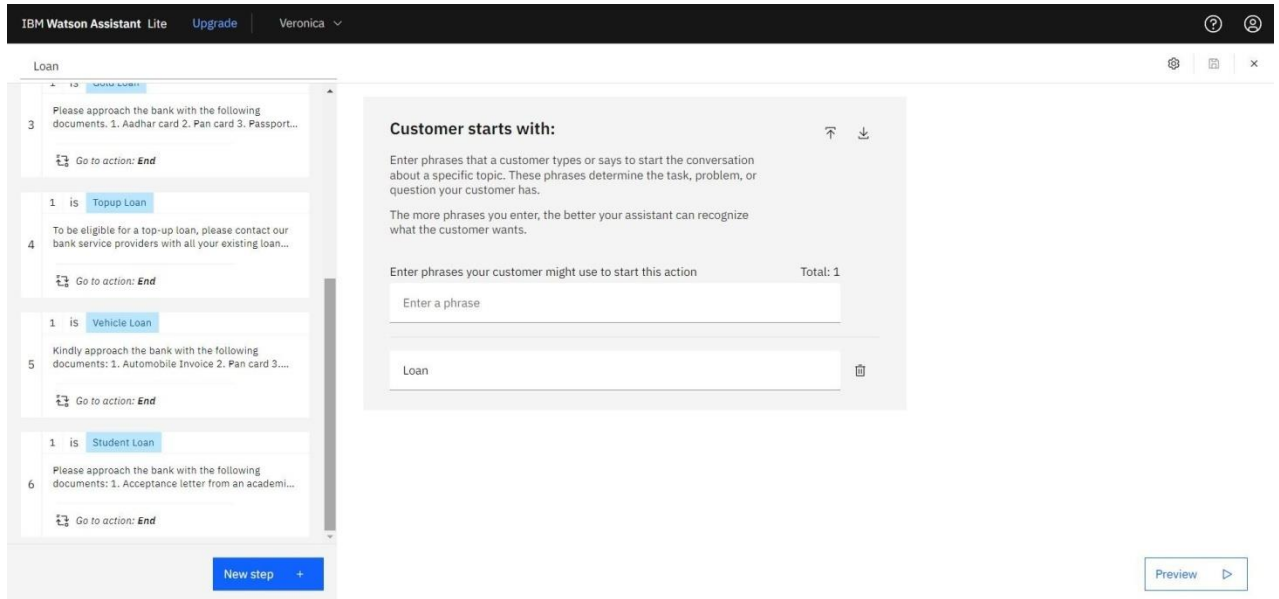 IBM Watson Assistant Lite Upgrade Veronica
Loan
1 is Gold Loan
3 Please approach the bank with the following
documents. 1. Aadhar card 2. Pan card 3. Passport...
Go to action: End
1 is Topup Loan
To be eligible for a top-up loan, please contact our
4 bank service providers with all your existing loan...
Go to action: End
1 is Vehicle Loan
Kindly approach the bank with the following
5 documents: 1. Automobile Invoice 2. Pan card 3....
Go to action: End
1 is Student Loan
Please approach the bank with the following
6 documents: 1. Acceptance letter from an academi...
Go to action: End
New step +
Customer starts with:
Enter phrases that a customer types or says to start the conversation
about a specific topic. These phrases determine the task, problem, or
question your customer has.
The more phrases you enter, the better your assistant can recognize
what the customer wants.
Enter phrases your customer might use to start this action Total: 1
Enter a phrase
Loan
Preview